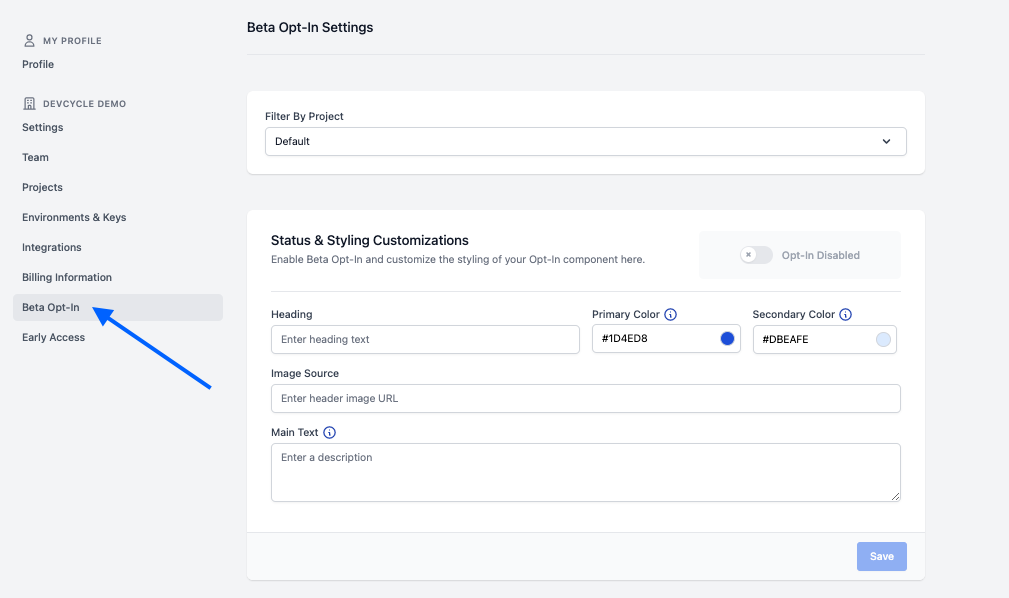 MY PROFILE
Profile
DEVCYCLE DEMO
Settings
Team
Projects
Environments & Keys
Integrations
Billing Information
Beta Opt-In
Early Access
Beta Opt-In Settings
Filter By Project
Default
Status & Styling Customizations
Enable Beta Opt-In and customize the styling of your Opt-In component here.
Opt-In Disabled
Heading
Enter heading text
Primary Color
#1D4ED8
Secondary Color
#DBEAFE
Image Source
Enter header image URL
Main Text
Enter a description
Save